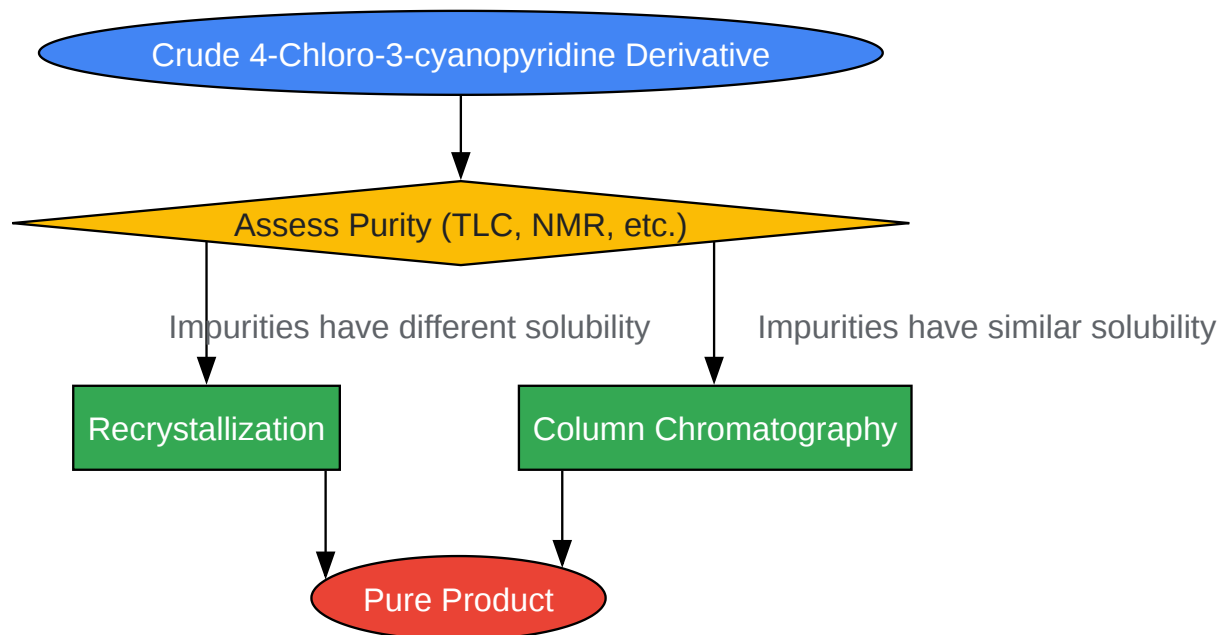 Crude 4-Chloro-3-cyanopyridine Derivative
Assess Purity (TLC, NMR, etc.)
Impurities have different solubility
Impurities have similar solubility
Recrystallization
Column Chromatography
Pure Product